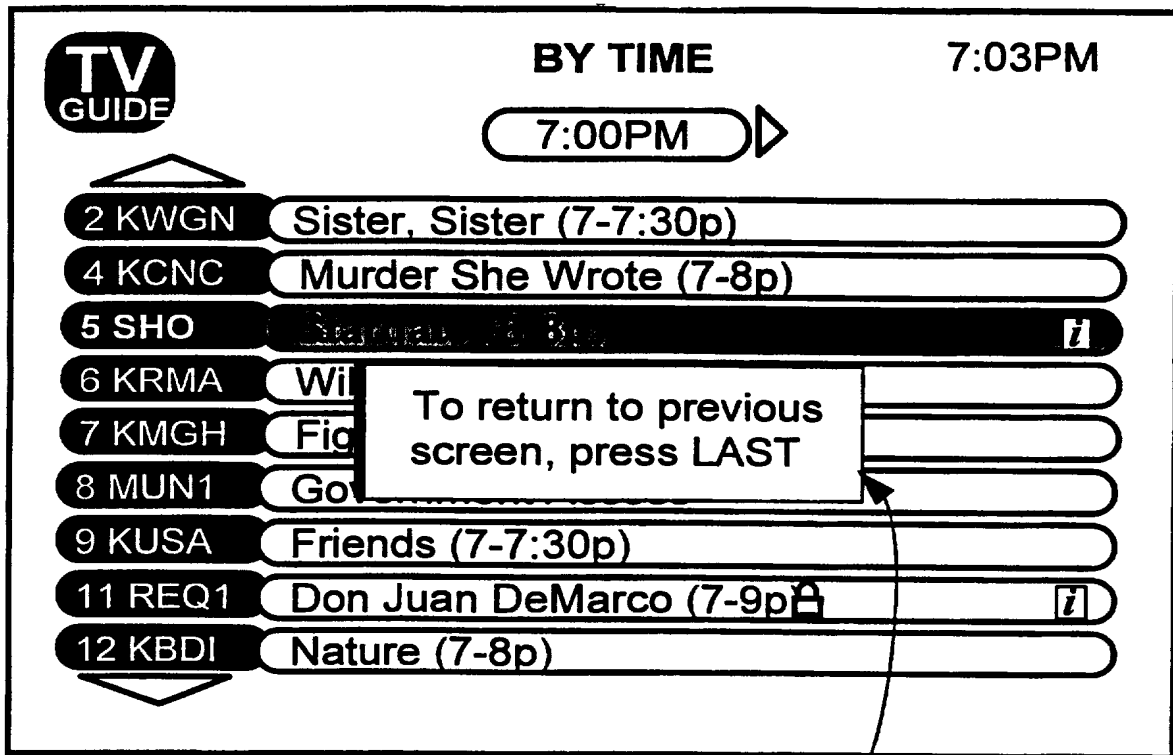 TV
GUIDE
BY TIME
7:03PM
7:00PM
2 KWGN Sister, Sister (7-7:30p)
4 KCNC Murder She Wrote (7-8p)
5 SHO i
6 KRMA
7 KMGH
8 MUN1
9 KUSA Friends (7-7:30p)
11 REQ1 Don Juan DeMarco (7-9p) i
12 KBDI Nature (7-8p)
To return to previous
screen, press LAST